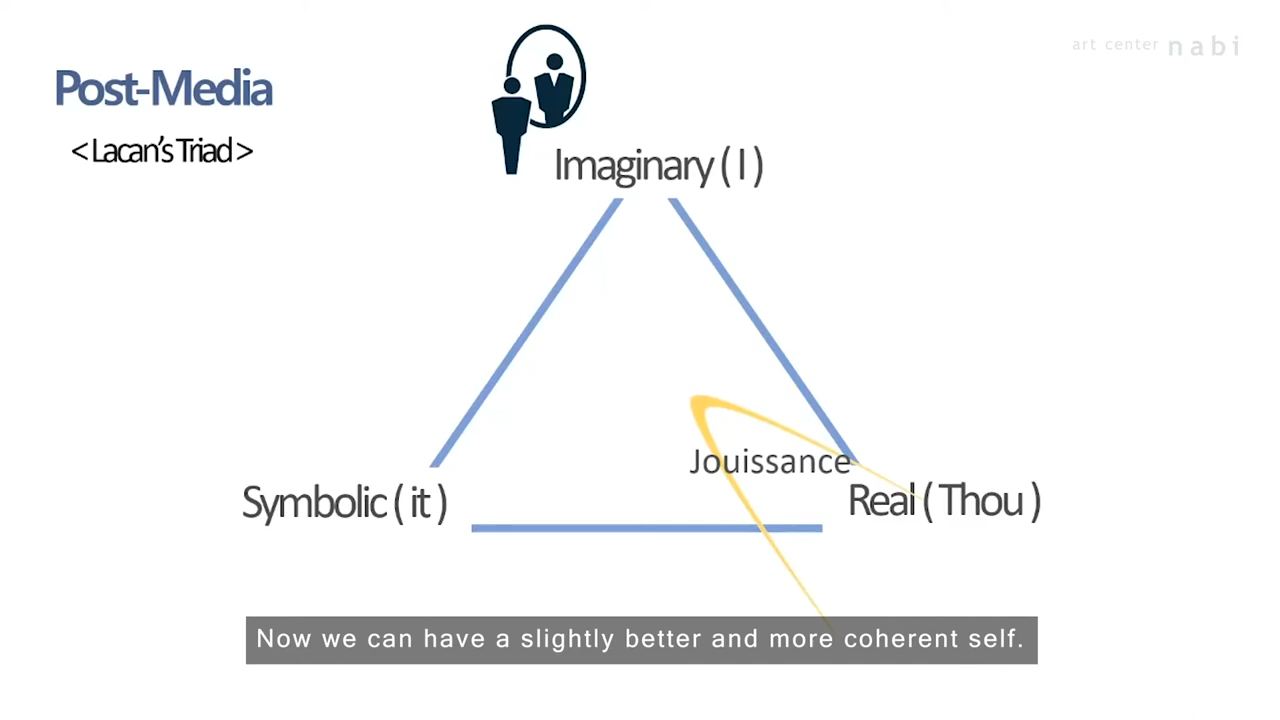 art center nabi
Post-Media
< Lacan's Triad >
Imaginary ( I )
Jouissance
Symbolic ( it )
Real ( Thou )
Now we can have a slightly better and more coherent self.